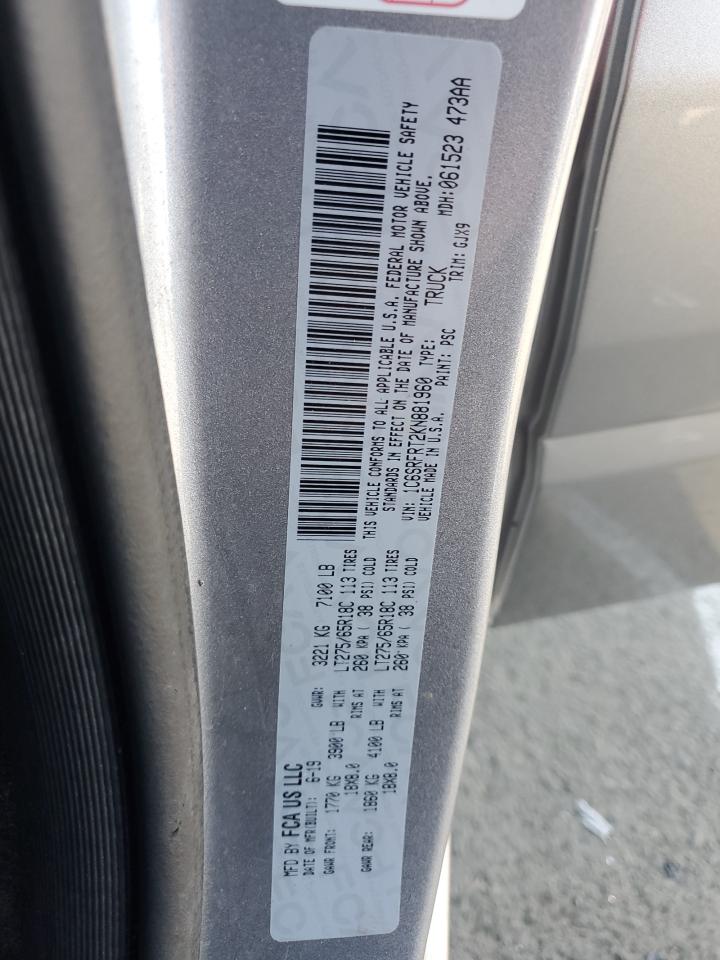 MFD BY FCA US LLC
DATE OF MFR(BUILT): 6-19 GVWR: 3221 KG 7100 LB
GAWR FRONT: 1770 KG 3900 LB WITH LT275/65R18C 113 TIRES
18X8.0 RIMS AT 260 KPA ( 38 PSI) COLD
GAWR REAR: 1860 KG 4100 LB WITH LT275/65R18C 113 TIRES
18X8.0 RIMS AT 260 KPA ( 38 PSI) COLD
THIS VEHICLE CONFORMS TO ALL APPLICABLE U.S.A. FEDERAL MOTOR VEHICLE SAFETY
STANDARDS IN EFFECT ON THE DATE OF MANUFACTURE SHOWN ABOVE.
VIN: 1C6SRFRT2KN881960 TYPE: TRUCK MDH:061523 473AA
VEHICLE MADE IN U.S.A. PAINT: PSC TRIM: GJX9